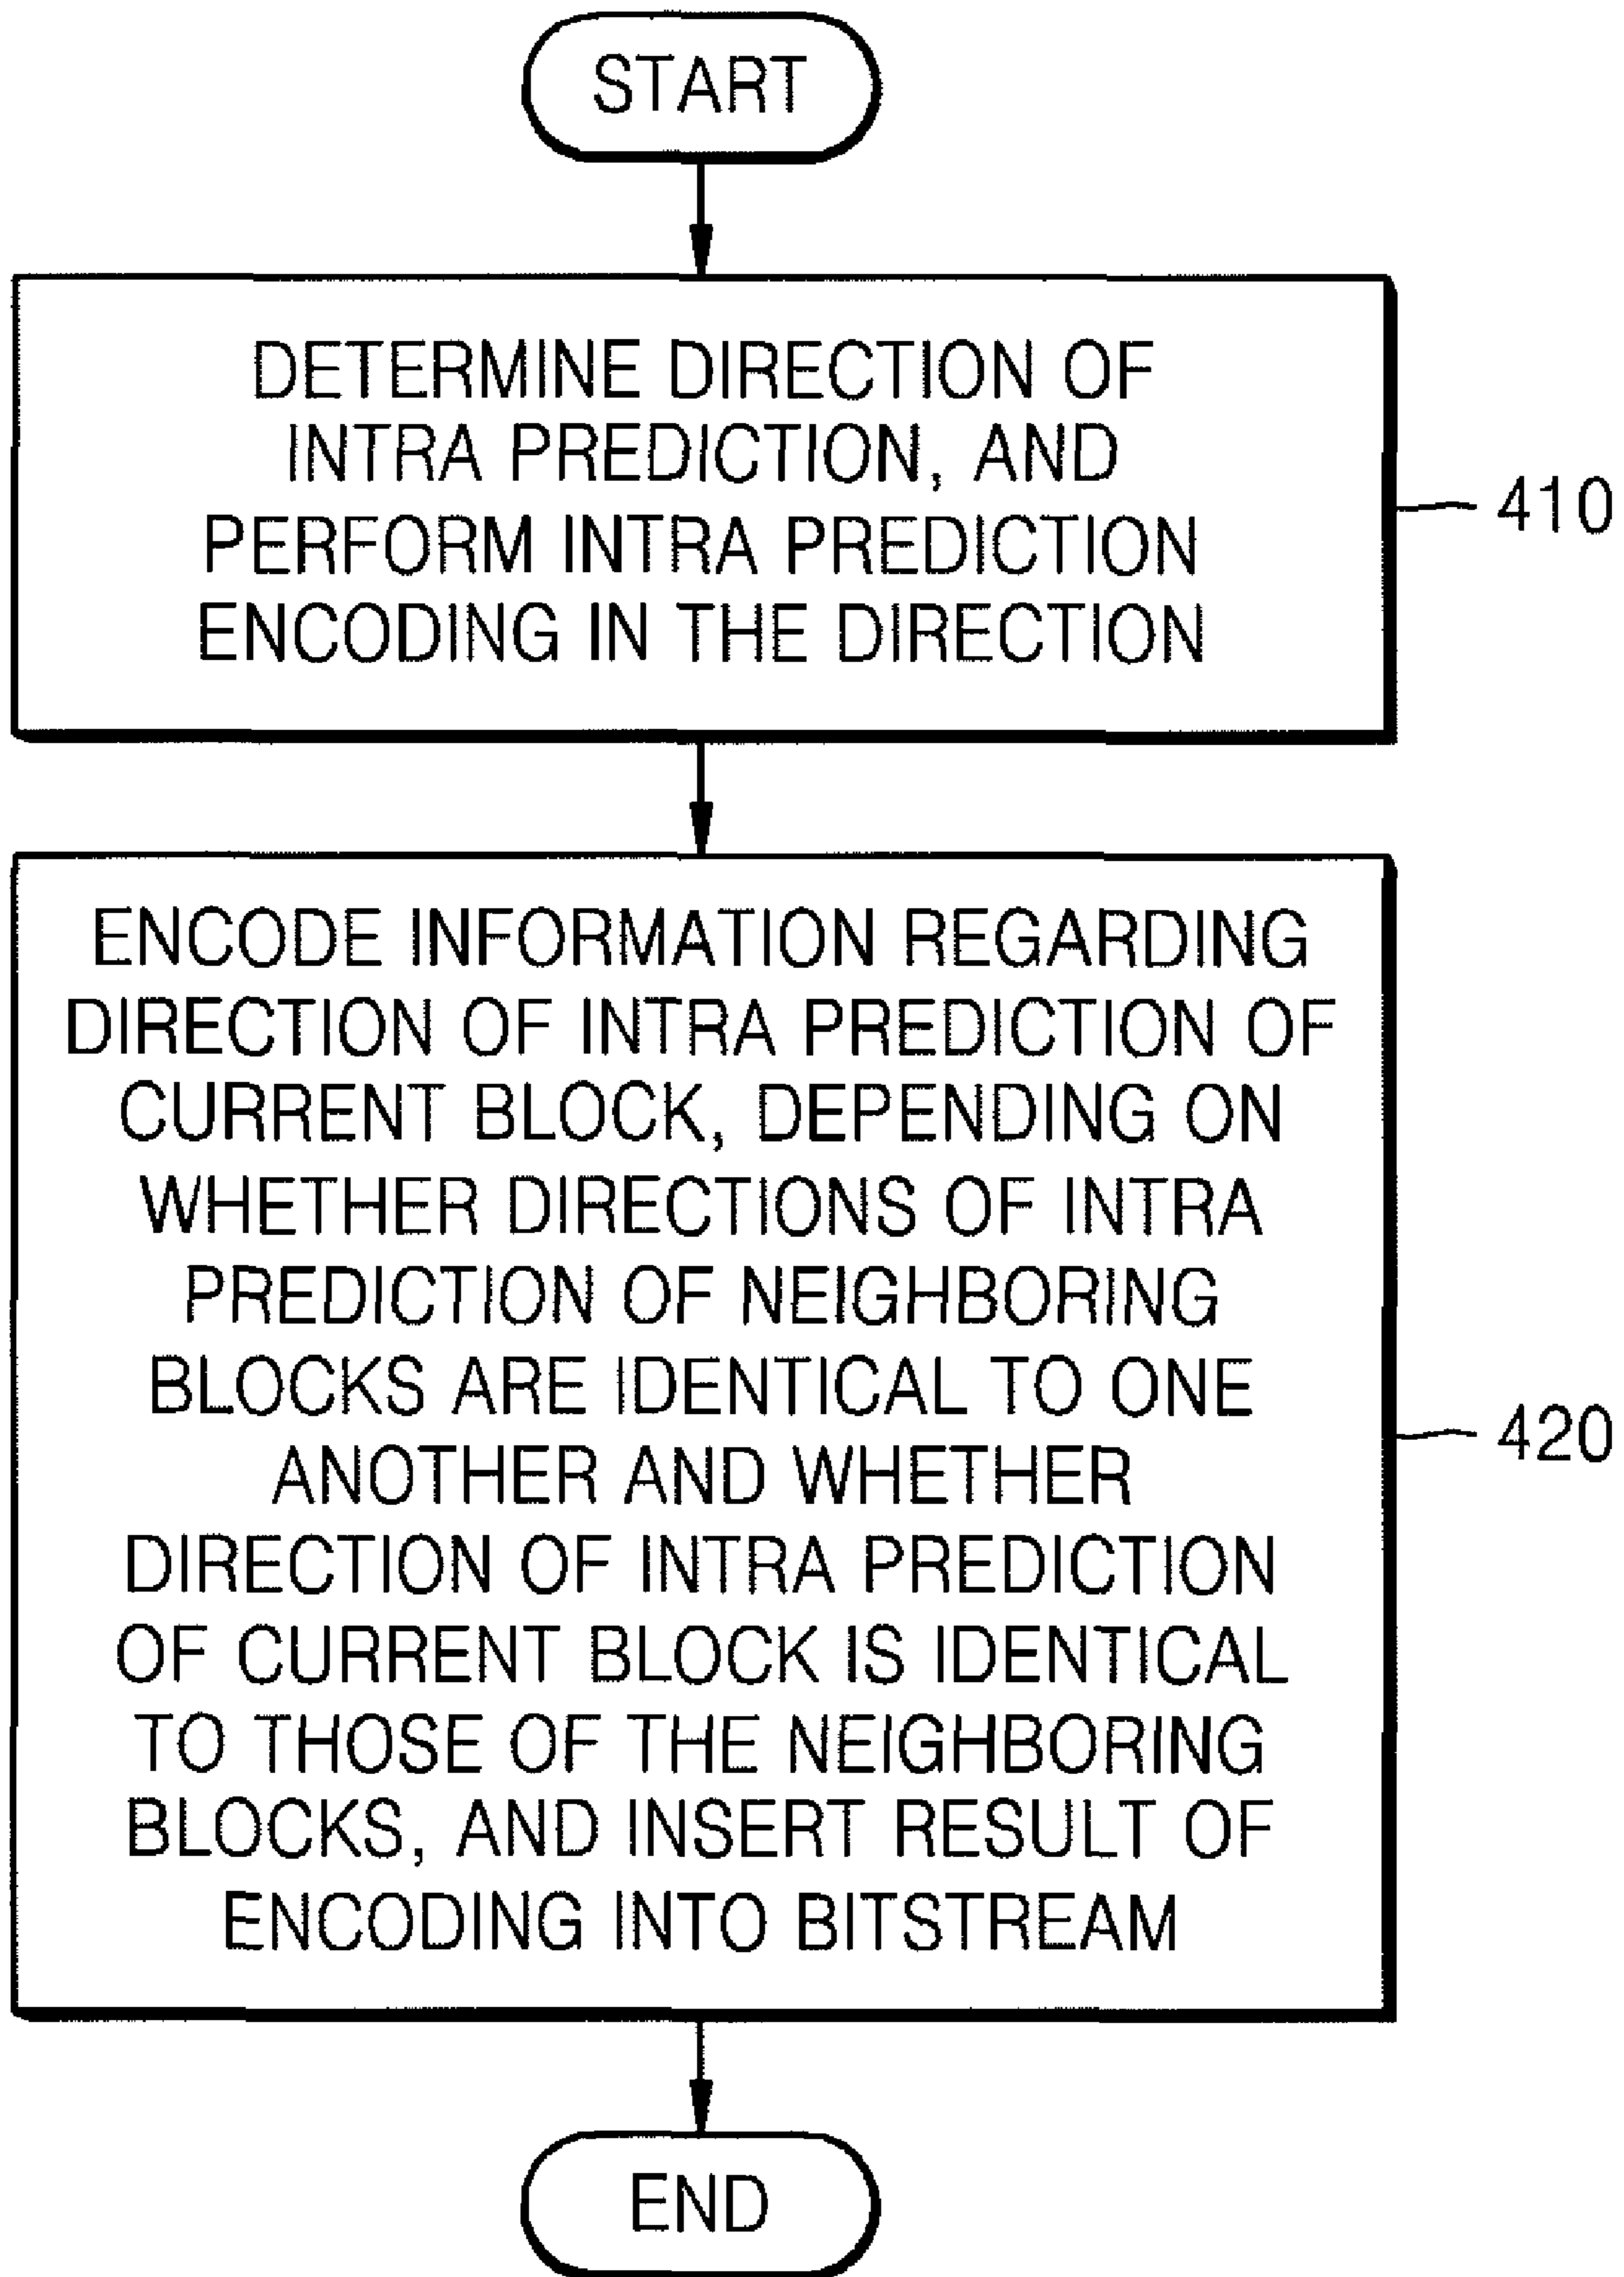 START
DETERMINE DIRECTION OF
INTRA PREDICTION, AND
PERFORM INTRA PREDICTION
ENCODING IN THE DIRECTION
410
ENCODE INFORMATION REGARDING
DIRECTION OF INTRA PREDICTION OF
CURRENT BLOCK, DEPENDING ON
WHETHER DIRECTIONS OF INTRA
PREDICTION OF NEIGHBORING
BLOCKS ARE IDENTICAL TO ONE
ANOTHER AND WHETHER
DIRECTION OF INTRA PREDICTION
OF CURRENT BLOCK IS IDENTICAL
TO THOSE OF THE NEIGHBORING
BLOCKS, AND INSERT RESULT OF
ENCODING INTO BITSTREAM
420
END